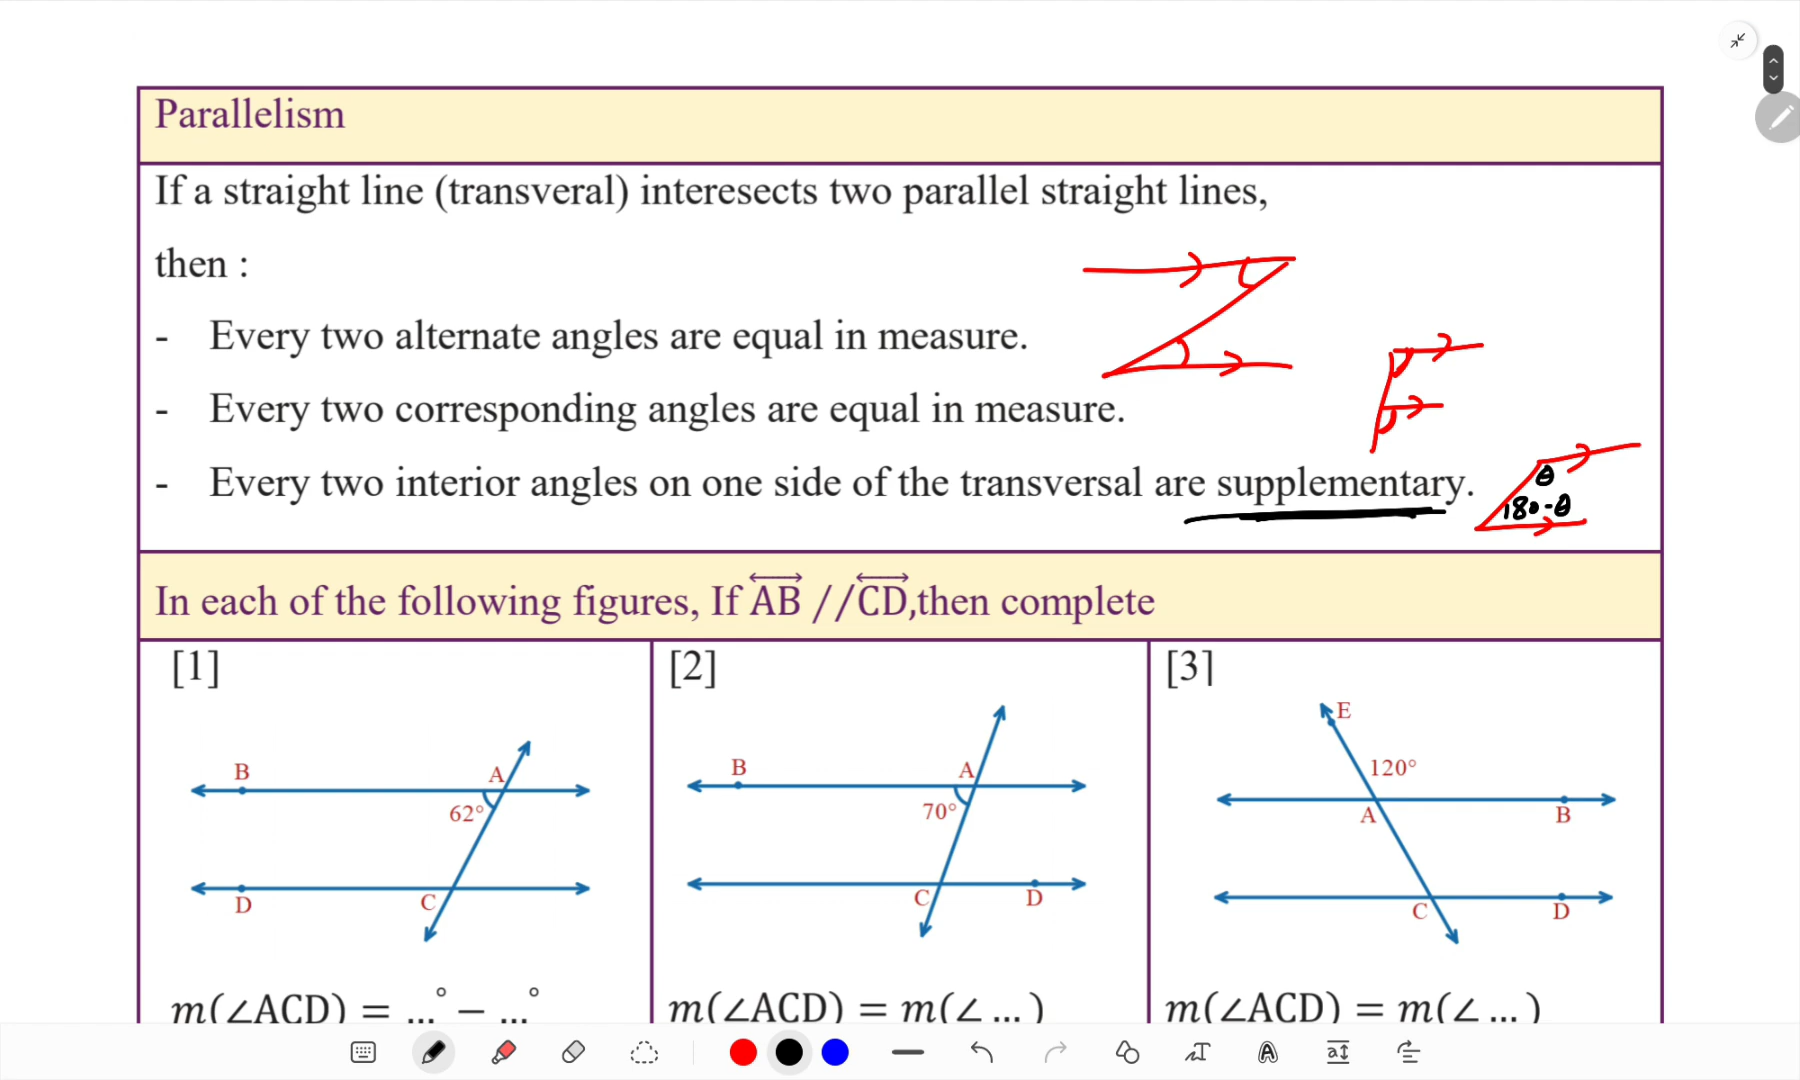 Parallelism
If a straight line (transveral) interesects two parallel straight lines,
then :
- Every two alternate angles are equal in measure.
- Every two corresponding angles are equal in measure.
- Every two interior angles on one side of the transversal are supplementary.
θ
180-θ
In each of the following figures, If AB //CD,then complete
[1]
B
A
62°
D
C
m(∠ACD) = ...° − ...°
[2]
B
A
70°
C
D
m(∠ACD) = m(∠ ... )
[3]
E
120°
A
B
C
D
m(∠ACD) = m(∠ ... )